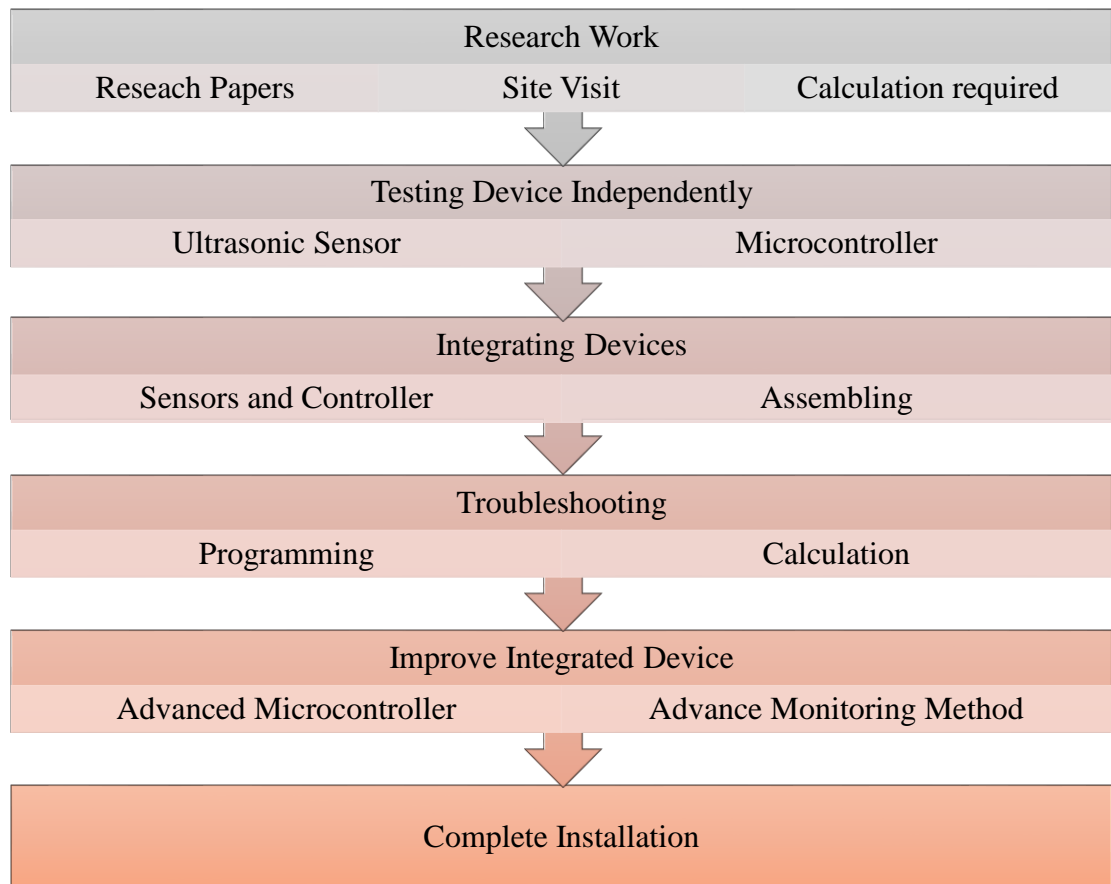 Research Work
Reseach Papers
Site Visit
Calculation required
Testing Device Independently
Ultrasonic Sensor
Microcontroller
Integrating Devices
Sensors and Controller
Assembling
Troubleshooting
Programming
Calculation
Improve Integrated Device
Advanced Microcontroller
Advance Monitoring Method
Complete Installation